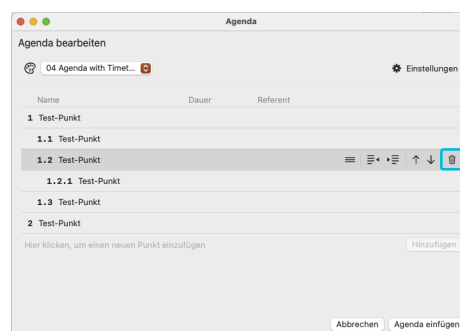 Agenda
Agenda bearbeiten
04 Agenda with Timet...
Einstellungen
Name Dauer Referent
1 Test-Punkt
1.1 Test-Punkt
1.2 Test-Punkt
1.2.1 Test-Punkt
1.3 Test-Punkt
2 Test-Punkt
Hier klicken, um einen neuen Punkt einzufügen Hinzufügen
Abbrechen Agenda einfügen